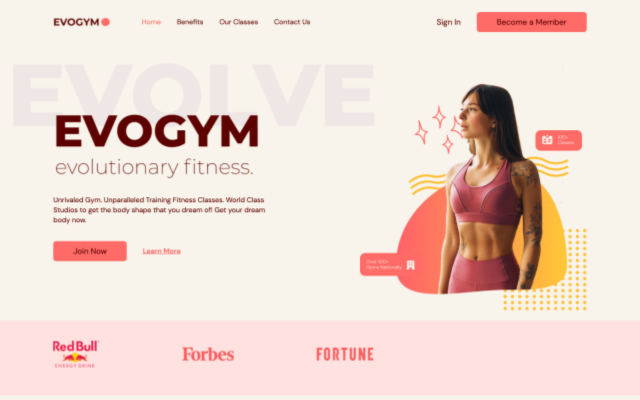 EVOGYM
Home
Benefits
Our Classes
Contact Us
Sign In
Become a Member
EVOLVE
EVOGYM
evolutionary fitness.
Unrivaled Gym. Unparalleled Training Fitness Classes. World Class
Studios to get the body shape that you dream of! Get your dream
body now.
Join Now
Learn More
Over 100+
Gyms Nationally
Red Bull
ENERGY DRINK
Forbes
FORTUNE